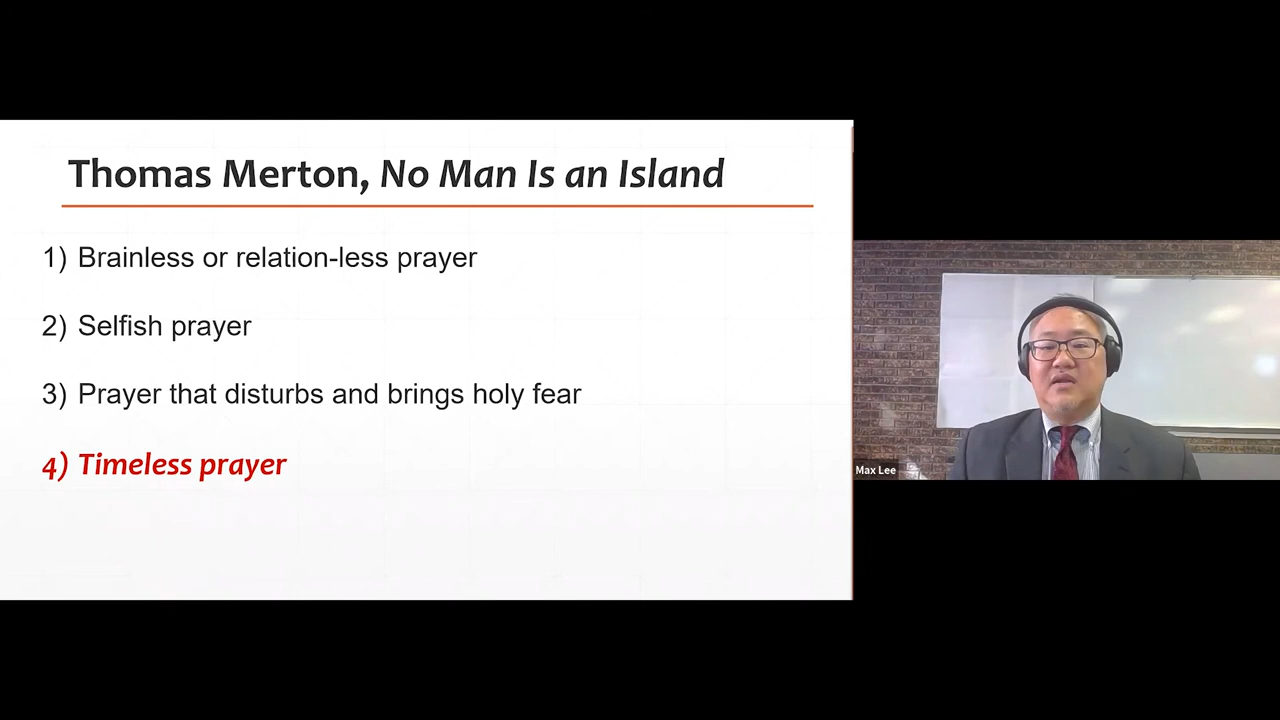 Thomas Merton, No Man Is an Island
1) Brainless or relation-less prayer
2) Selfish prayer
3) Prayer that disturbs and brings holy fear
4) Timeless prayer
Max Lee